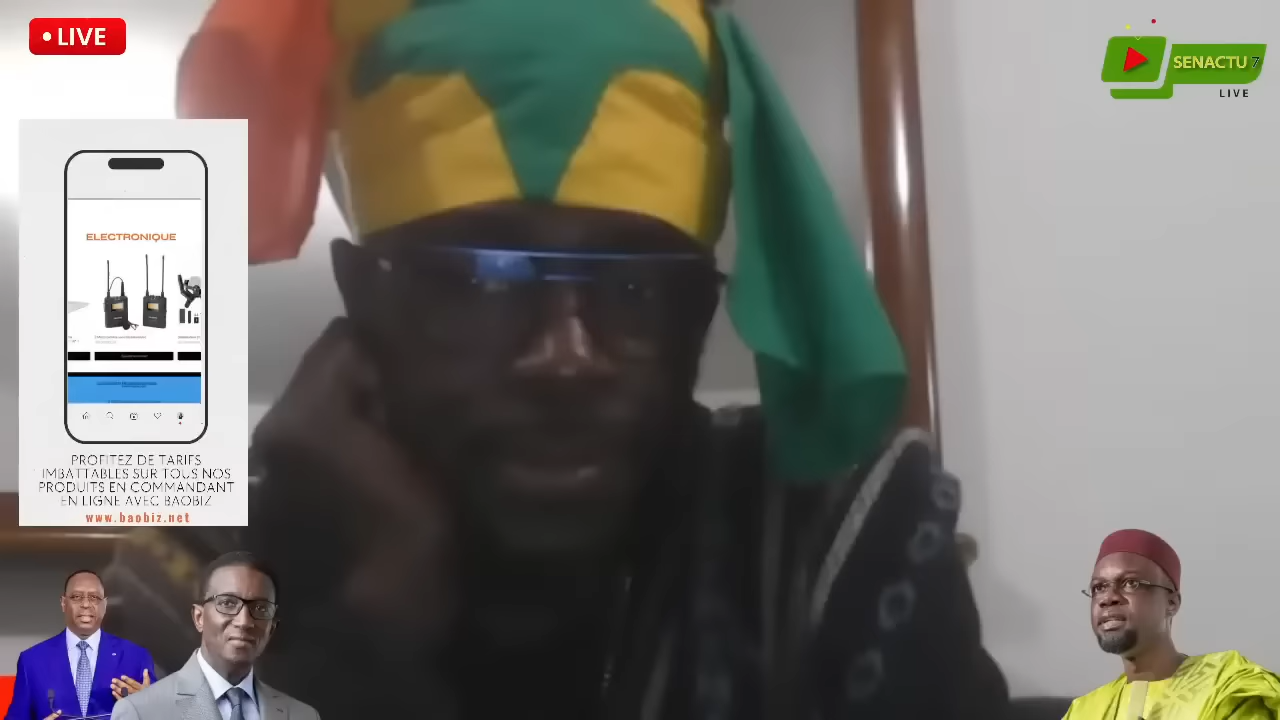 LIVE
SENACTU 7
LIVE
ELECTRONIQUE
PROFITEZ DE TARIFS
IMBATTABLES SUR TOUS NOS
PRODUITS EN COMMANDANT
EN LIGNE AVEC BAOBIZ
www.baobiz.net